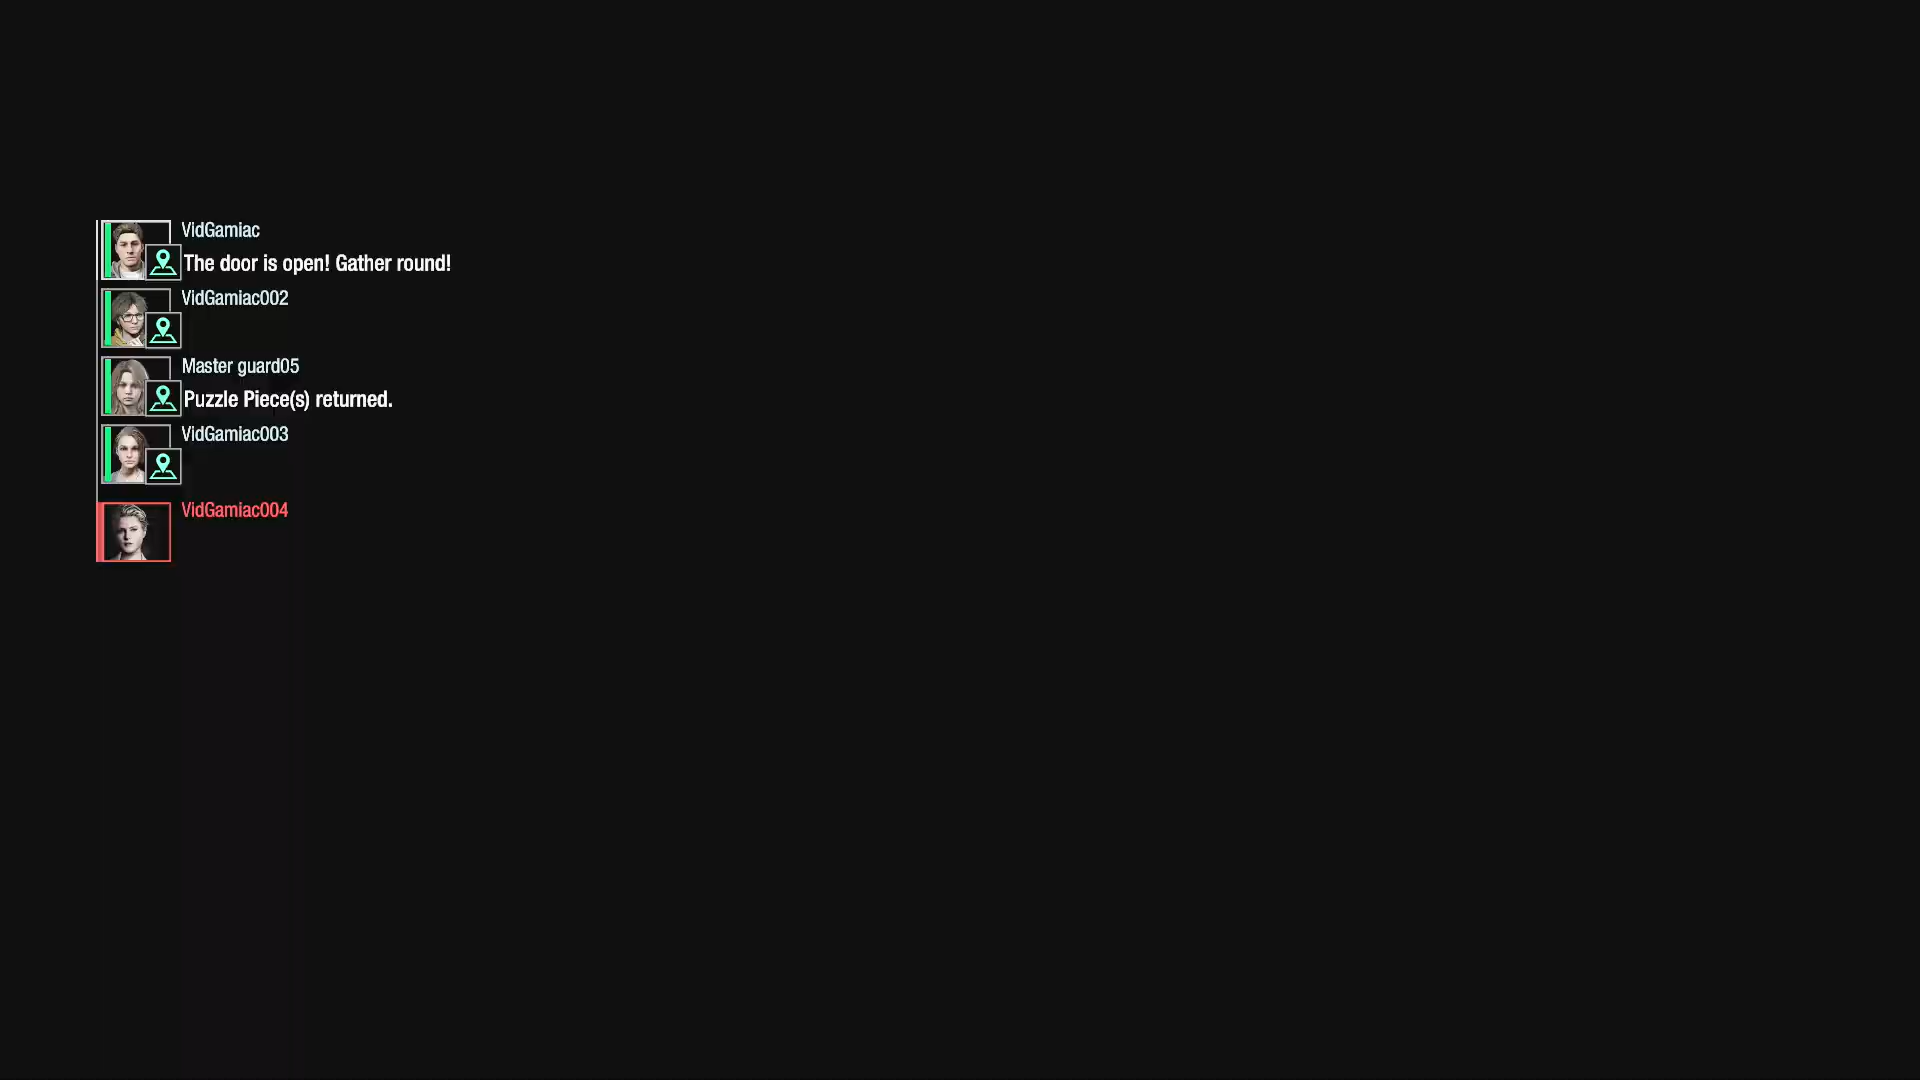 VidGamiac
The door is open! Gather round!
VidGamiac002
Master guard05
Puzzle Piece(s) returned.
VidGamiac003
VidGamiac004